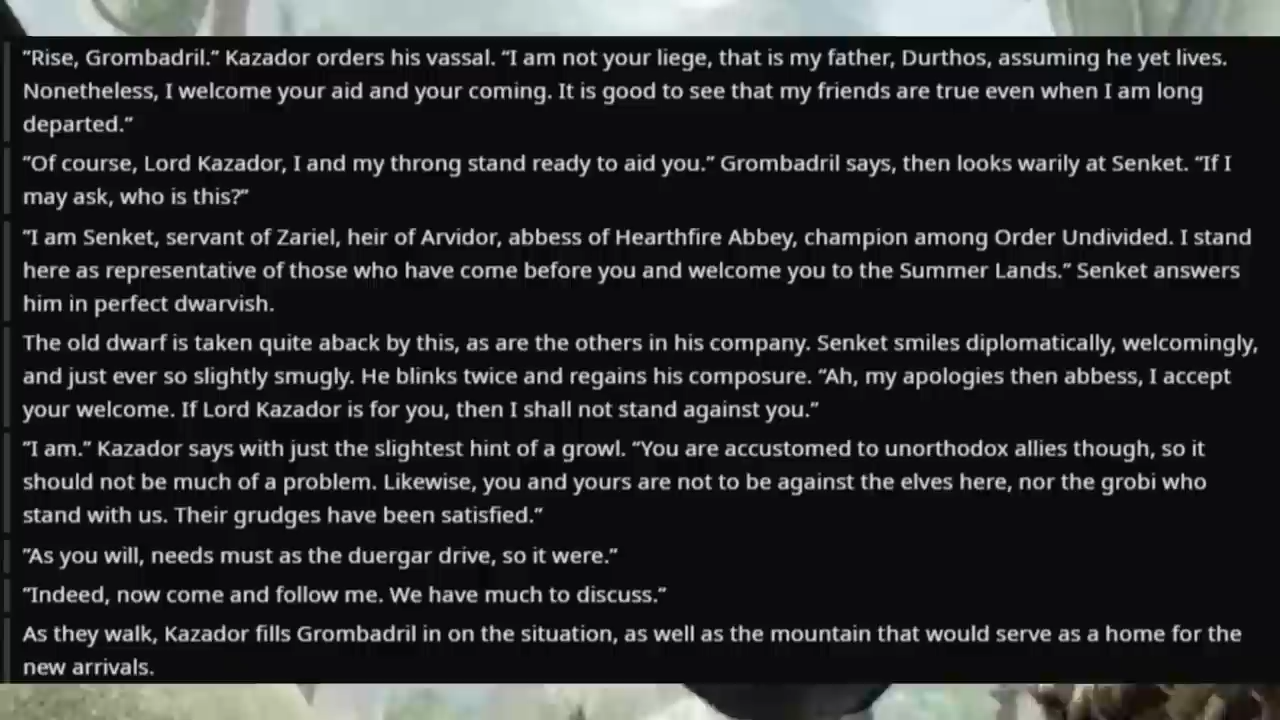 “Rise, Grombadril.” Kazador orders his vassal. “I am not your liege, that is my father, Durthos, assuming he yet lives.
Nonetheless, I welcome your aid and your coming. It is good to see that my friends are true even when I am long
departed.”
“Of course, Lord Kazador, I and my throng stand ready to aid you.” Grombadril says, then looks warily at Senket. “If I
may ask, who is this?”
“I am Senket, servant of Zariel, heir of Arvidor, abbess of Hearthfire Abbey, champion among Order Undivided. I stand
here as representative of those who have come before you and welcome you to the Summer Lands.” Senket answers
him in perfect dwarvish.
The old dwarf is taken quite aback by this, as are the others in his company. Senket smiles diplomatically, welcomingly,
and just ever so slightly smugly. He blinks twice and regains his composure. “Ah, my apologies then abbess, I accept
your welcome. If Lord Kazador is for you, then I shall not stand against you.”
“I am.” Kazador says with just the slightest hint of a growl. “You are accustomed to unorthodox allies though, so it
should not be much of a problem. Likewise, you and yours are not to be against the elves here, nor the grobi who
stand with us. Their grudges have been satisfied.”
“As you will, needs must as the duergar drive, so it were.”
“Indeed, now come and follow me. We have much to discuss.”
As they walk, Kazador fills Grombadril in on the situation, as well as the mountain that would serve as a home for the
new arrivals.